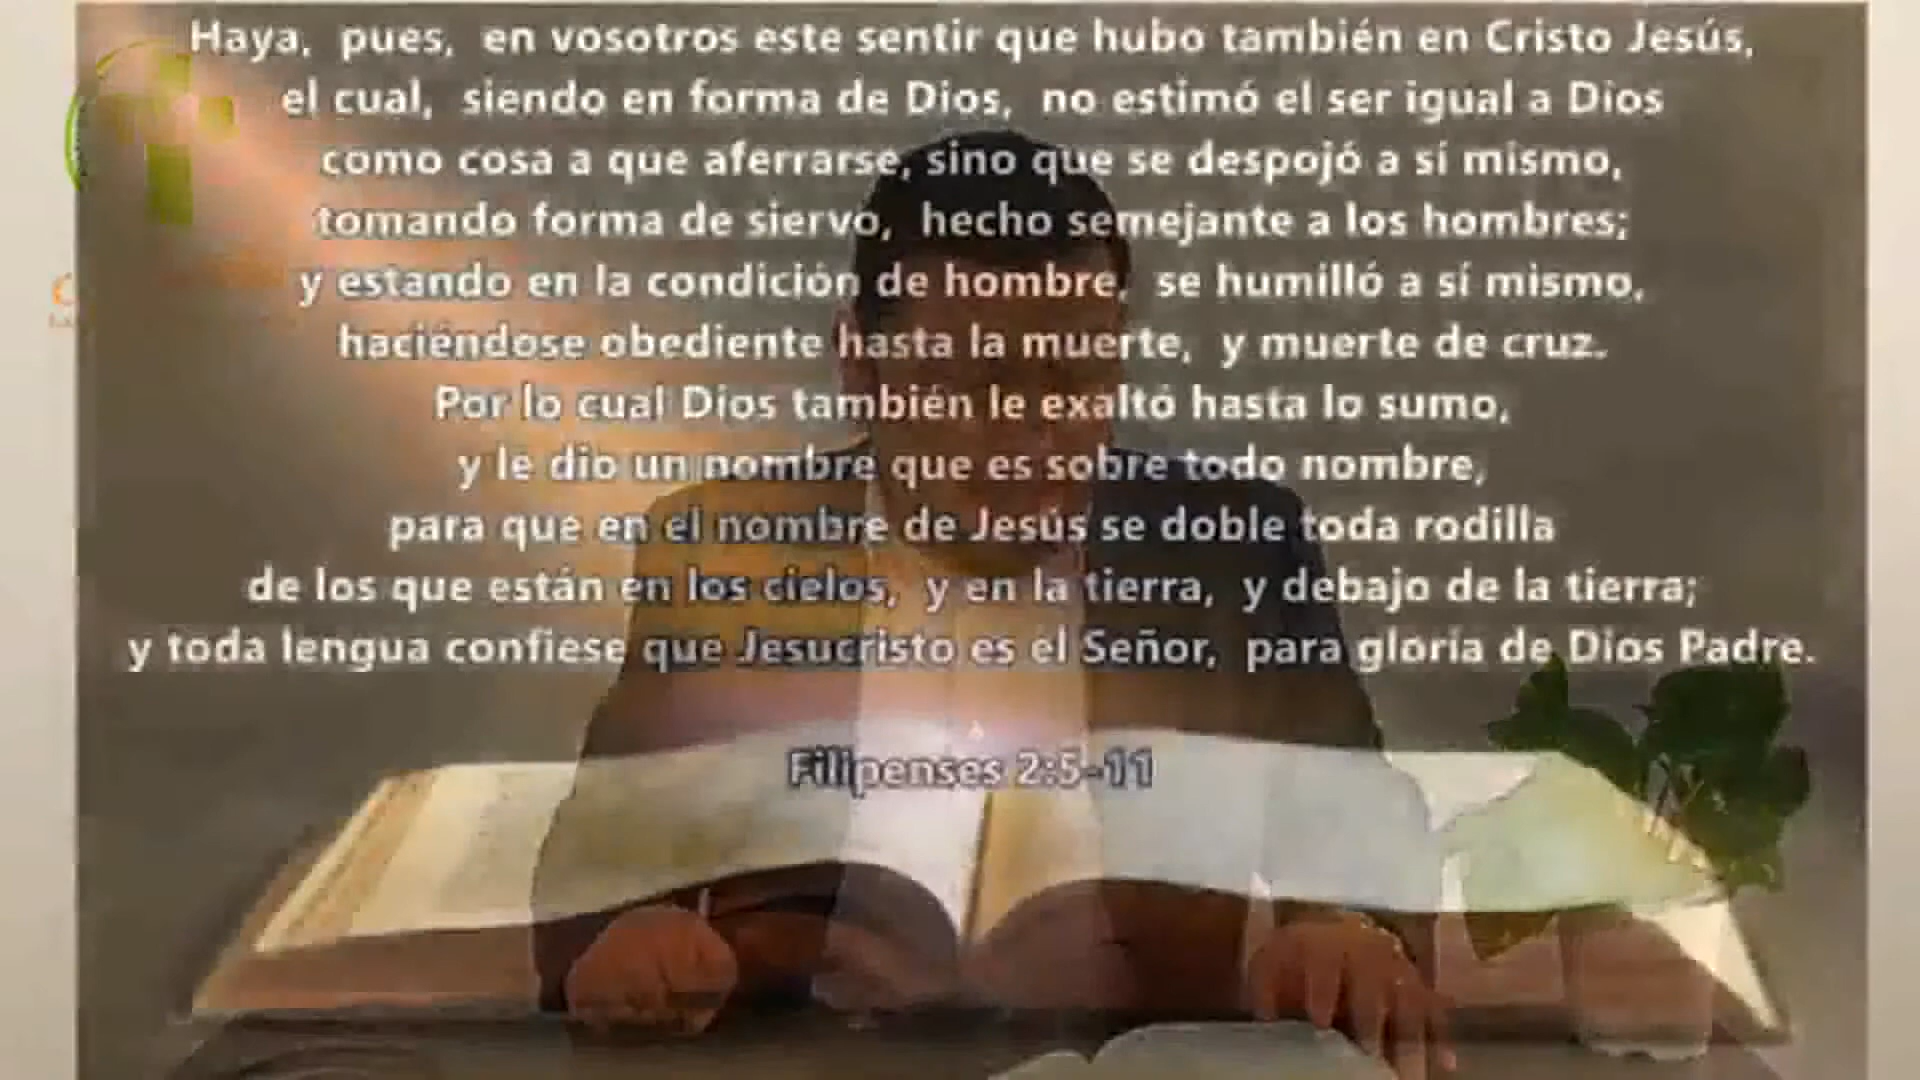 Haya, pues, en vosotros este sentir que hubo también en Cristo Jesús,
el cual, siendo en forma de Dios, no estimó el ser igual a Dios
como cosa a que aferrarse, sino que se despojó a sí mismo,
tomando forma de siervo, hecho semejante a los hombres;
y estando en la condición de hombre, se humilló a sí mismo,
haciéndose obediente hasta la muerte, y muerte de cruz.
Por lo cual Dios también le exaltó hasta lo sumo,
y le dio un nombre que es sobre todo nombre,
para que en el nombre de Jesús se doble toda rodilla
de los que están en los cielos, y en la tierra, y debajo de la tierra;
y toda lengua confiese que Jesucristo es el Señor, para gloria de Dios Padre.
Filipenses 2:5-11